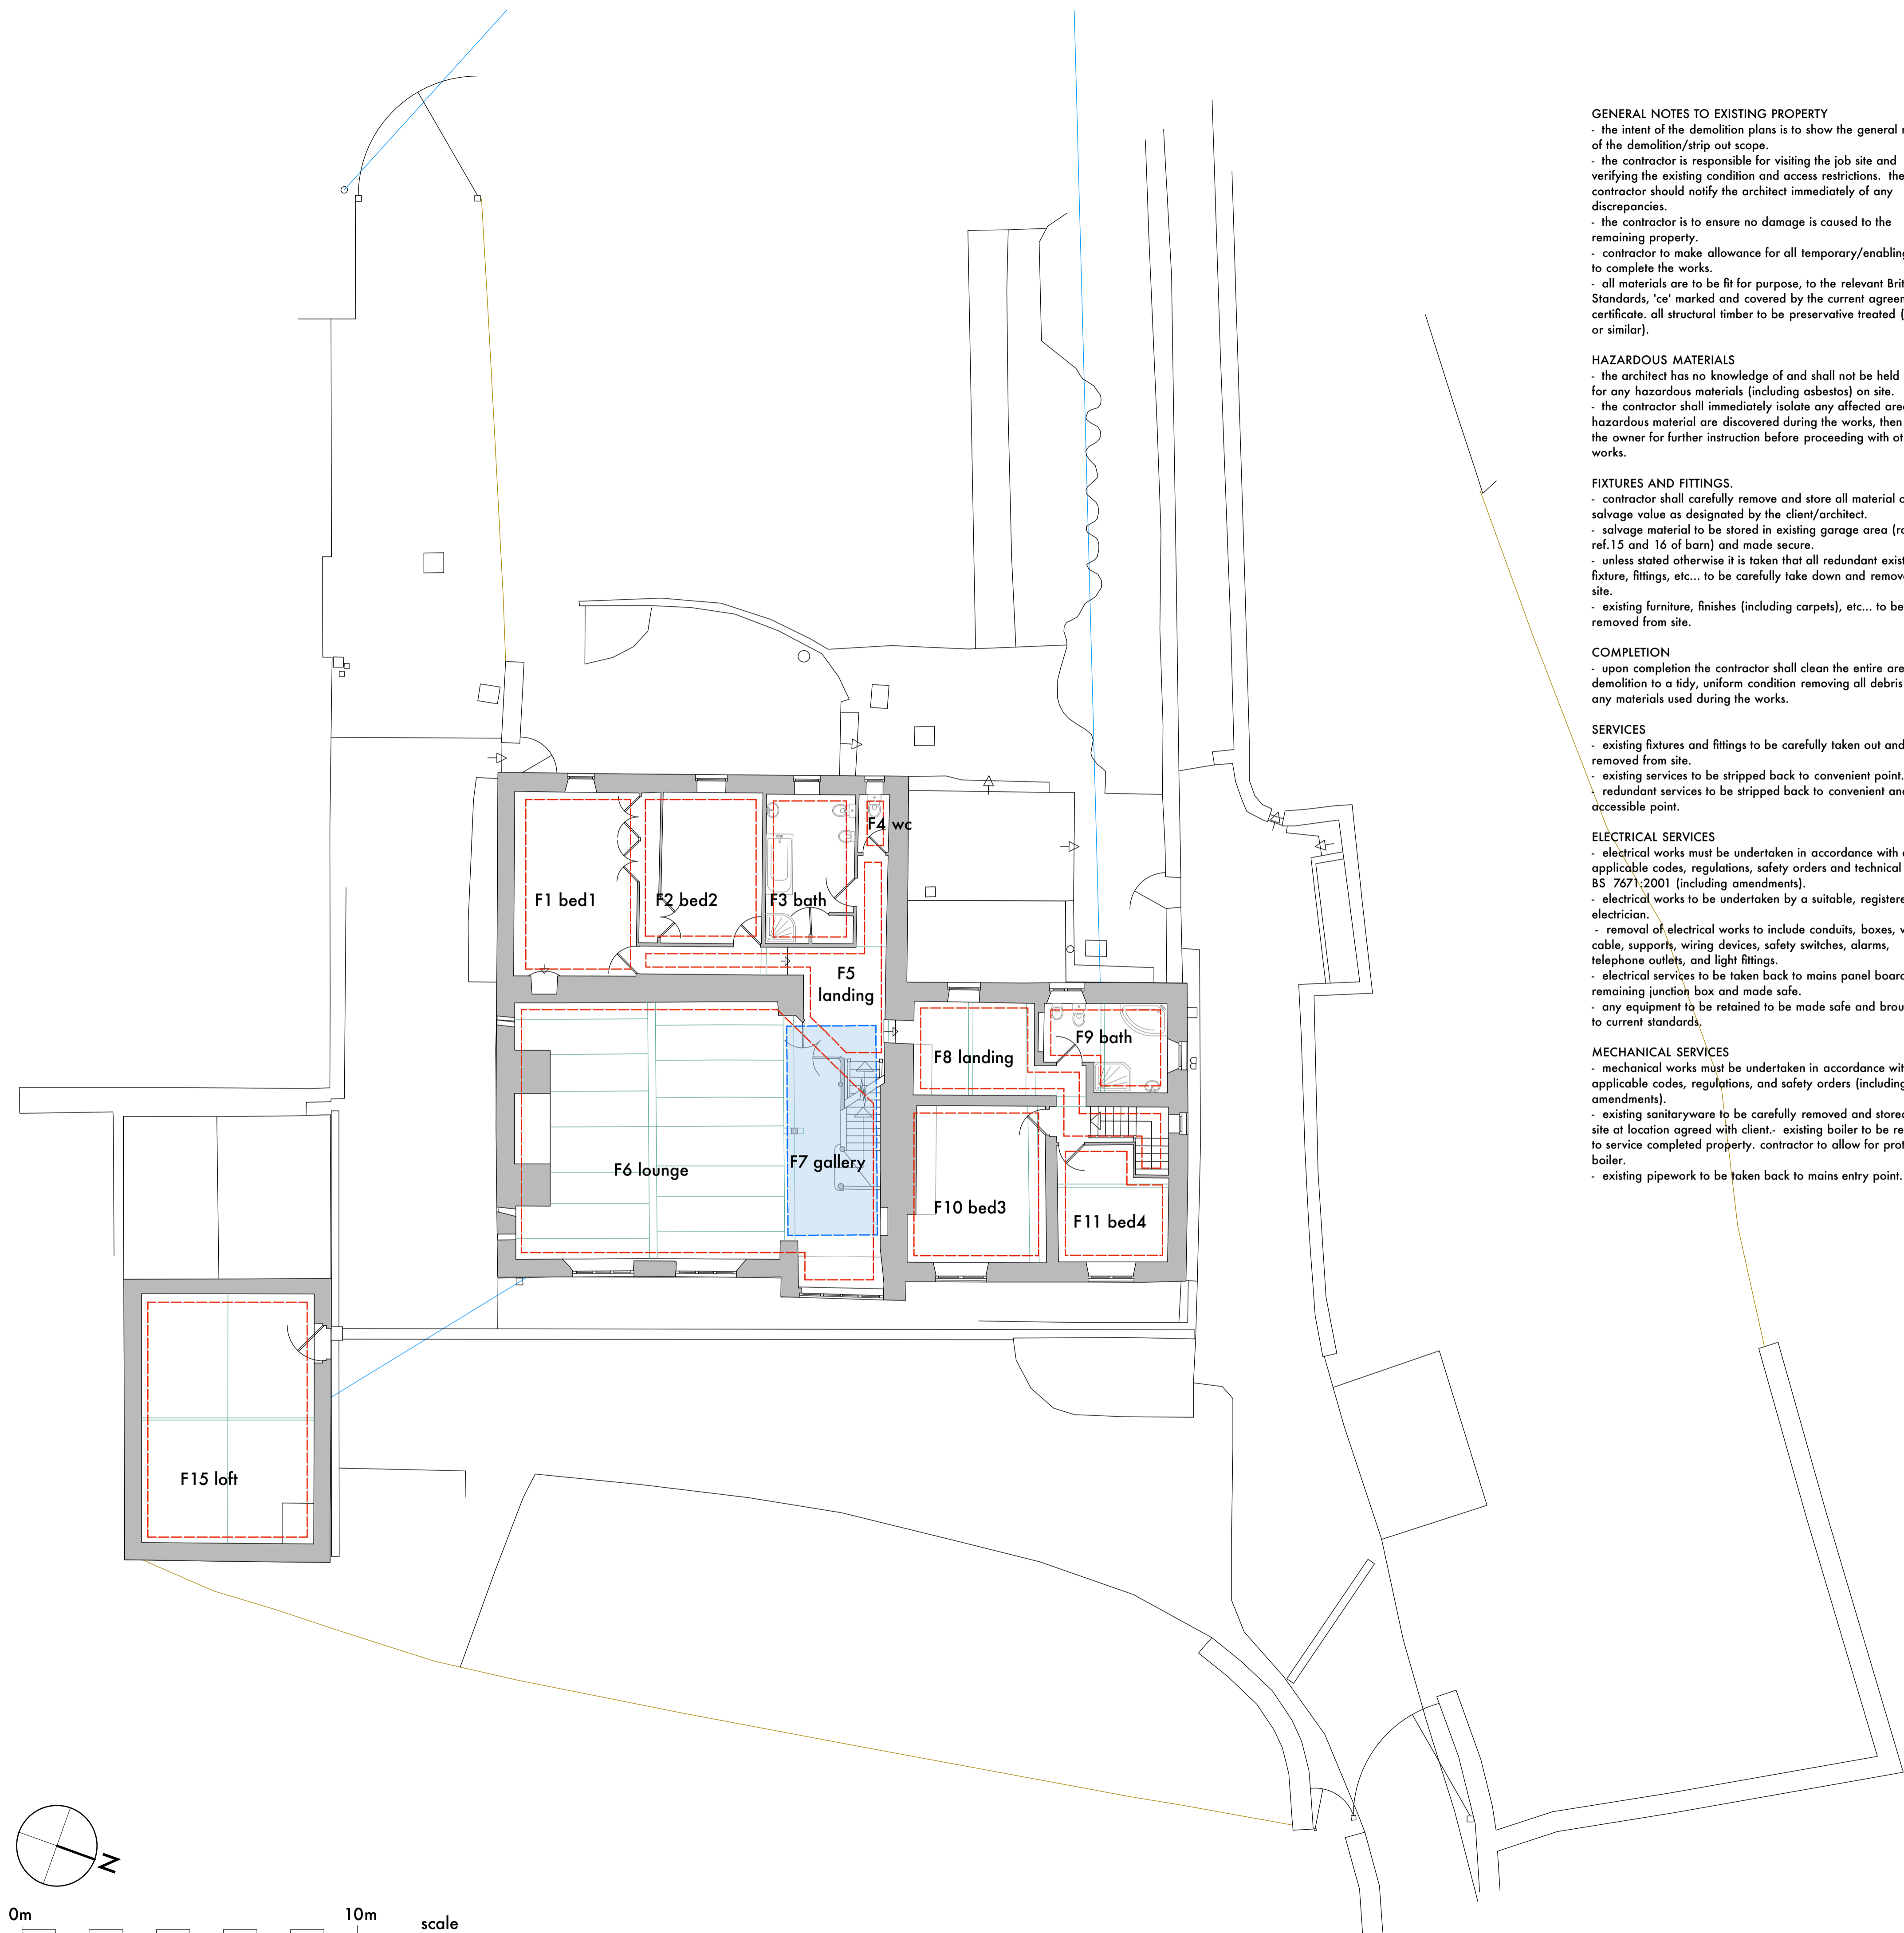 GENERAL NOTES TO EXISTING PROPERTY
- the intent of the demolition plans is to show the general
of the demolition/strip out scope.
- the contractor is responsible for visiting the job site and
verifying the existing condition and access restrictions. the
contractor should notify the architect immediately of any
discrepancies.
- the contractor is to ensure no damage is caused to the
remaining property.
- contractor to make allowance for all temporary/enabling
to complete the works.
- all materials are to be fit for purpose, to the relevant Brit
Standards, 'ce' marked and covered by the current agreem
certificate. all structural timber to be preservative treated (
or similar).
HAZARDOUS MATERIALS
- the architect has no knowledge of and shall not be held
for any hazardous materials (including asbestos) on site.
- the contractor shall immediately isolate any affected area
hazardous material are discovered during the works, then
the owner for further instruction before proceeding with ot
works.
FIXTURES AND FITTINGS.
- contractor shall carefully remove and store all material o
salvage value as designated by the client/architect.
- salvage material to be stored in existing garage area (ro
ref.15 and 16 of barn) and made secure.
- unless stated otherwise it is taken that all redundant exist
fixture, fittings, etc... to be carefully take down and remove
site.
- existing furniture, finishes (including carpets), etc... to be
removed from site.
COMPLETION
- upon completion the contractor shall clean the entire are
demolition to a tidy, uniform condition removing all debris
any materials used during the works.
SERVICES
- existing fixtures and fittings to be carefully taken out and
removed from site.
- existing services to be stripped back to convenient point.
- redundant services to be stripped back to convenient and
accessible point.
ELECTRICAL SERVICES
- electrical works must be undertaken in accordance with
applicable codes, regulations, safety orders and technical
BS 7671:2001 (including amendments).
- electrical works to be undertaken by a suitable, registere
electrician.
- removal of electrical works to include conduits, boxes, w
cable, supports, wiring devices, safety switches, alarms,
telephone outlets, and light fittings.
- electrical services to be taken back to mains panel board
remaining junction box and made safe.
- any equipment to be retained to be made safe and brou
to current standards.
MECHANICAL SERVICES
- mechanical works must be undertaken in accordance wit
applicable codes, regulations, and safety orders (including
amendments).
- existing sanitaryware to be carefully removed and stored
site at location agreed with client.- existing boiler to be re
to service completed property. contractor to allow for prot
boiler.
- existing pipework to be taken back to mains entry point.
F4 wc
F1 bed1
F2 bed2
F3 bath
F5
landing
F8 landing
F9 bath
F6 lounge
F7 gallery
F10 bed3
F11 bed4
F15 loft
N
0m
10m
scale